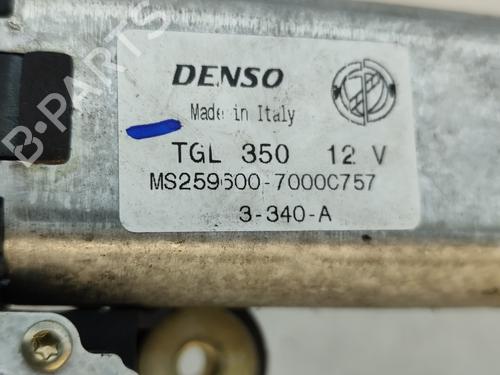 DENSO
Made in Italy
TGL 350 12 V
MS259600-7000C757
3-340-A
B-PARTS